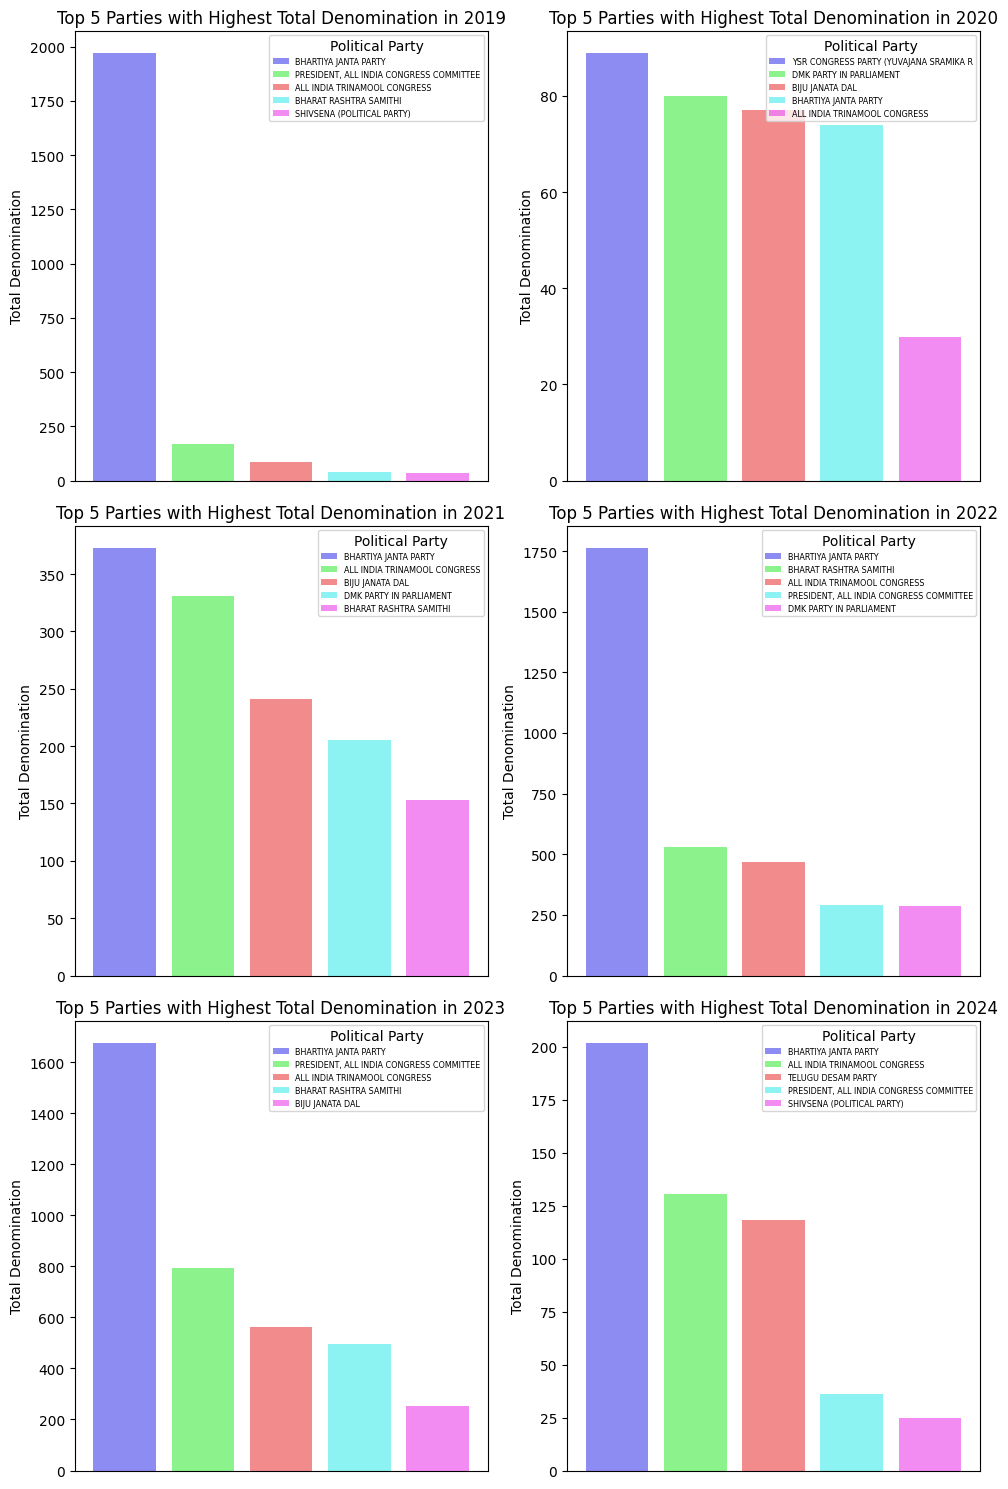 Top 5 Parties with Highest Total Denomination in 2019
Political Party
BHARTIYA JANTA PARTY
PRESIDENT, ALL INDIA CONGRESS COMMITTEE
ALL INDIA TRINAMOOL CONGRESS
BHARAT RASHTRA SAMITHI
SHIVSENA (POLITICAL PARTY)
Total Denomination
2000
1750
1500
1250
1000
750
500
250
0
Top 5 Parties with Highest Total Denomination in 2020
Political Party
YSR CONGRESS PARTY (YUVAJANA SRAMIKA R
DMK PARTY IN PARLIAMENT
BIJU JANATA DAL
BHARTIYA JANTA PARTY
ALL INDIA TRINAMOOL CONGRESS
Total Denomination
80
60
40
20
0
Top 5 Parties with Highest Total Denomination in 2021
Political Party
BHARTIYA JANTA PARTY
ALL INDIA TRINAMOOL CONGRESS
BIJU JANATA DAL
DMK PARTY IN PARLIAMENT
BHARAT RASHTRA SAMITHI
Total Denomination
350
300
250
200
150
100
50
0
Top 5 Parties with Highest Total Denomination in 2022
Political Party
BHARTIYA JANTA PARTY
BHARAT RASHTRA SAMITHI
ALL INDIA TRINAMOOL CONGRESS
PRESIDENT, ALL INDIA CONGRESS COMMITTEE
DMK PARTY IN PARLIAMENT
Total Denomination
1750
1500
1250
1000
750
500
250
0
Top 5 Parties with Highest Total Denomination in 2023
Political Party
BHARTIYA JANTA PARTY
PRESIDENT, ALL INDIA CONGRESS COMMITTEE
ALL INDIA TRINAMOOL CONGRESS
BHARAT RASHTRA SAMITHI
BIJU JANATA DAL
Total Denomination
1600
1400
1200
1000
800
600
400
200
0
Top 5 Parties with Highest Total Denomination in 2024
Political Party
BHARTIYA JANTA PARTY
ALL INDIA TRINAMOOL CONGRESS
TELUGU DESAM PARTY
PRESIDENT, ALL INDIA CONGRESS COMMITTEE
SHIVSENA (POLITICAL PARTY)
Total Denomination
200
175
150
125
100
75
50
25
0